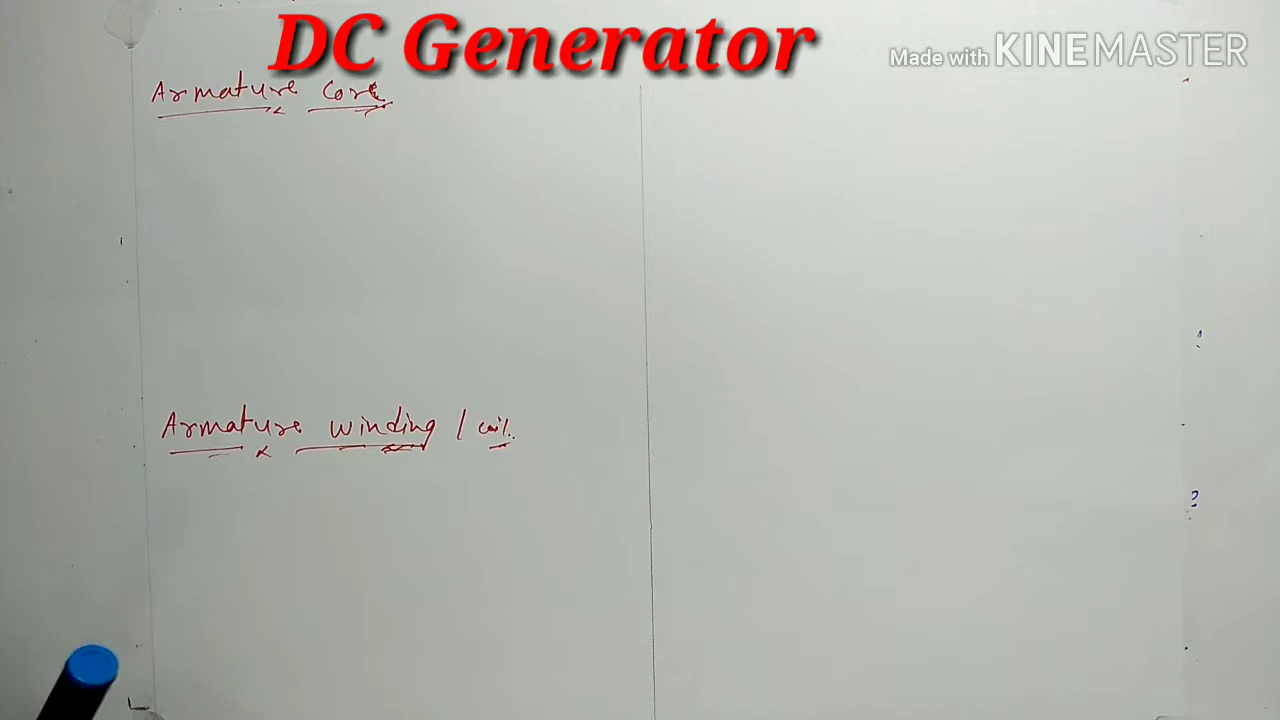 DC Generator
Made with KINEMASTER
Armature Core
Armature winding / coil.